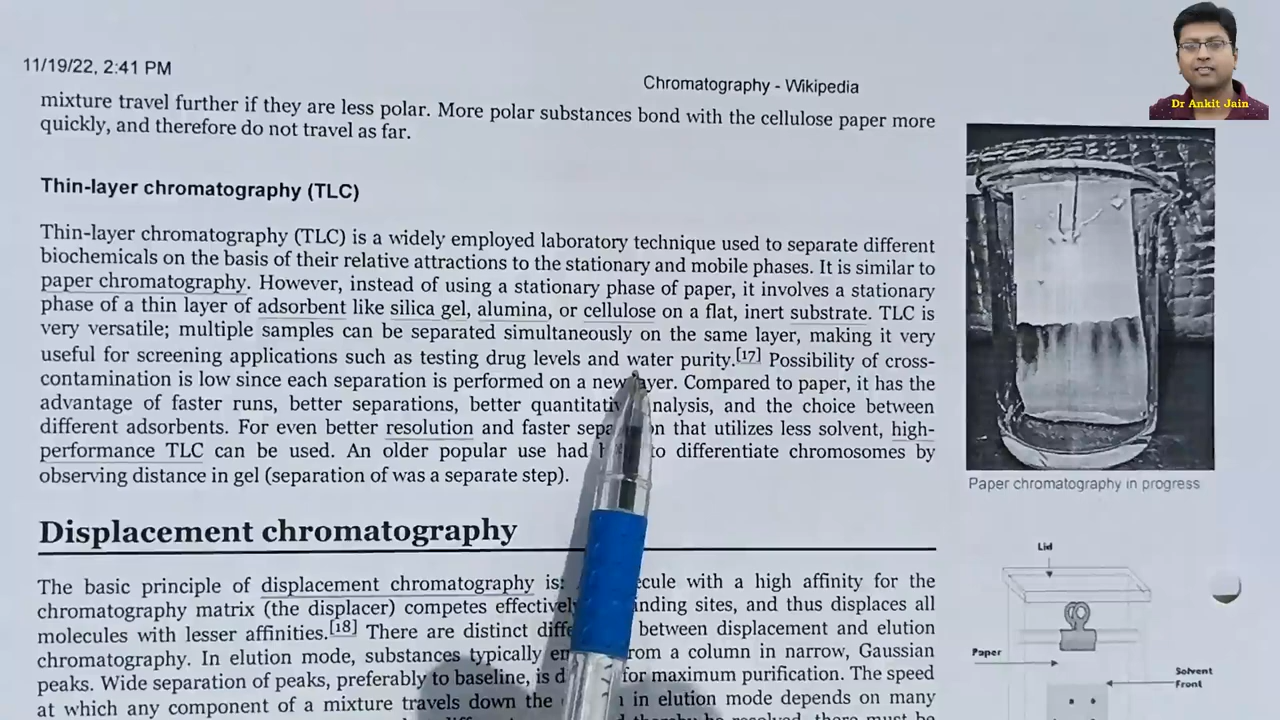 11/19/22, 2:41 PM
Chromatography - Wikipedia
Dr Ankit Jain
mixture travel further if they are less polar. More polar substances bond with the cellulose paper more
quickly, and therefore do not travel as far.
Thin-layer chromatography (TLC)
Thin-layer chromatography (TLC) is a widely employed laboratory technique used to separate different
biochemicals on the basis of their relative attractions to the stationary and mobile phases. It is similar to
paper chromatography. However, instead of using a stationary phase of paper, it involves a stationary
phase of a thin layer of adsorbent like silica gel, alumina, or cellulose on a flat, inert substrate. TLC is
very versatile; multiple samples can be separated simultaneously on the same layer, making it very
useful for screening applications such as testing drug levels and water purity.[17] Possibility of cross-
contamination is low since each separation is performed on a new layer. Compared to paper, it has the
advantage of faster runs, better separations, better quantitative analysis, and the choice between
different adsorbents. For even better resolution and faster separation that utilizes less solvent, high-
performance TLC can be used. An older popular use had to differentiate chromosomes by
observing distance in gel (separation of was a separate step).
Paper chromatography in progress
Displacement chromatography
The basic principle of displacement chromatography is: molecule with a high affinity for the
chromatography matrix (the displacer) competes effectively binding sites, and thus displaces all
molecules with lesser affinities.[18] There are distinct between displacement and elution
chromatography. In elution mode, substances typically from a column in narrow, Gaussian
peaks. Wide separation of peaks, preferably to baseline, is for maximum purification. The speed
at which any component of a mixture travels down the in elution mode depends on many
Lid
Paper
Solvent
Front